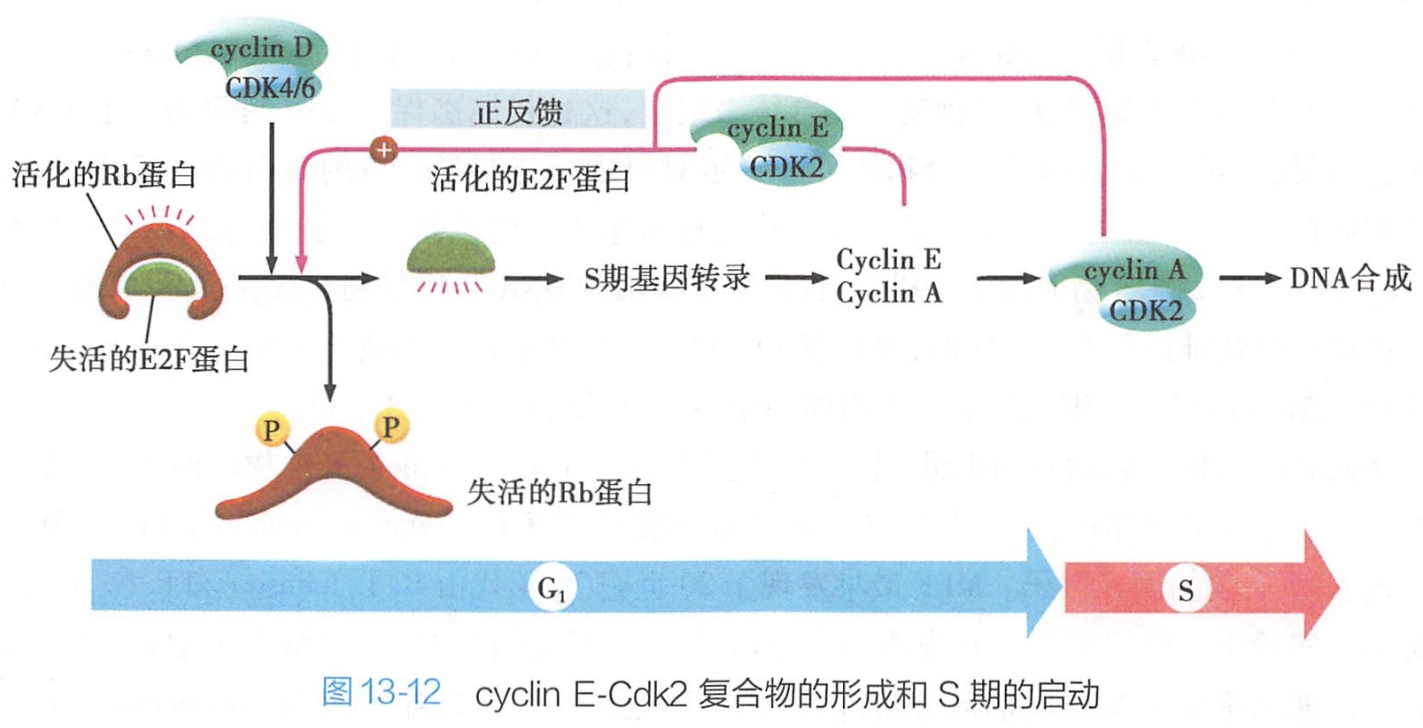 cyclin D
CDK4/6
正反馈
cyclin E
CDK2
+
活化的E2F蛋白
活化的Rb蛋白
失活的E2F蛋白
S期基因转录
Cyclin E
Cyclin A
cyclin A
CDK2
DNA合成
P
P
失活的Rb蛋白
G₁
S
图13-12 cyclin E-Cdk2 复合物的形成和 S 期的启动